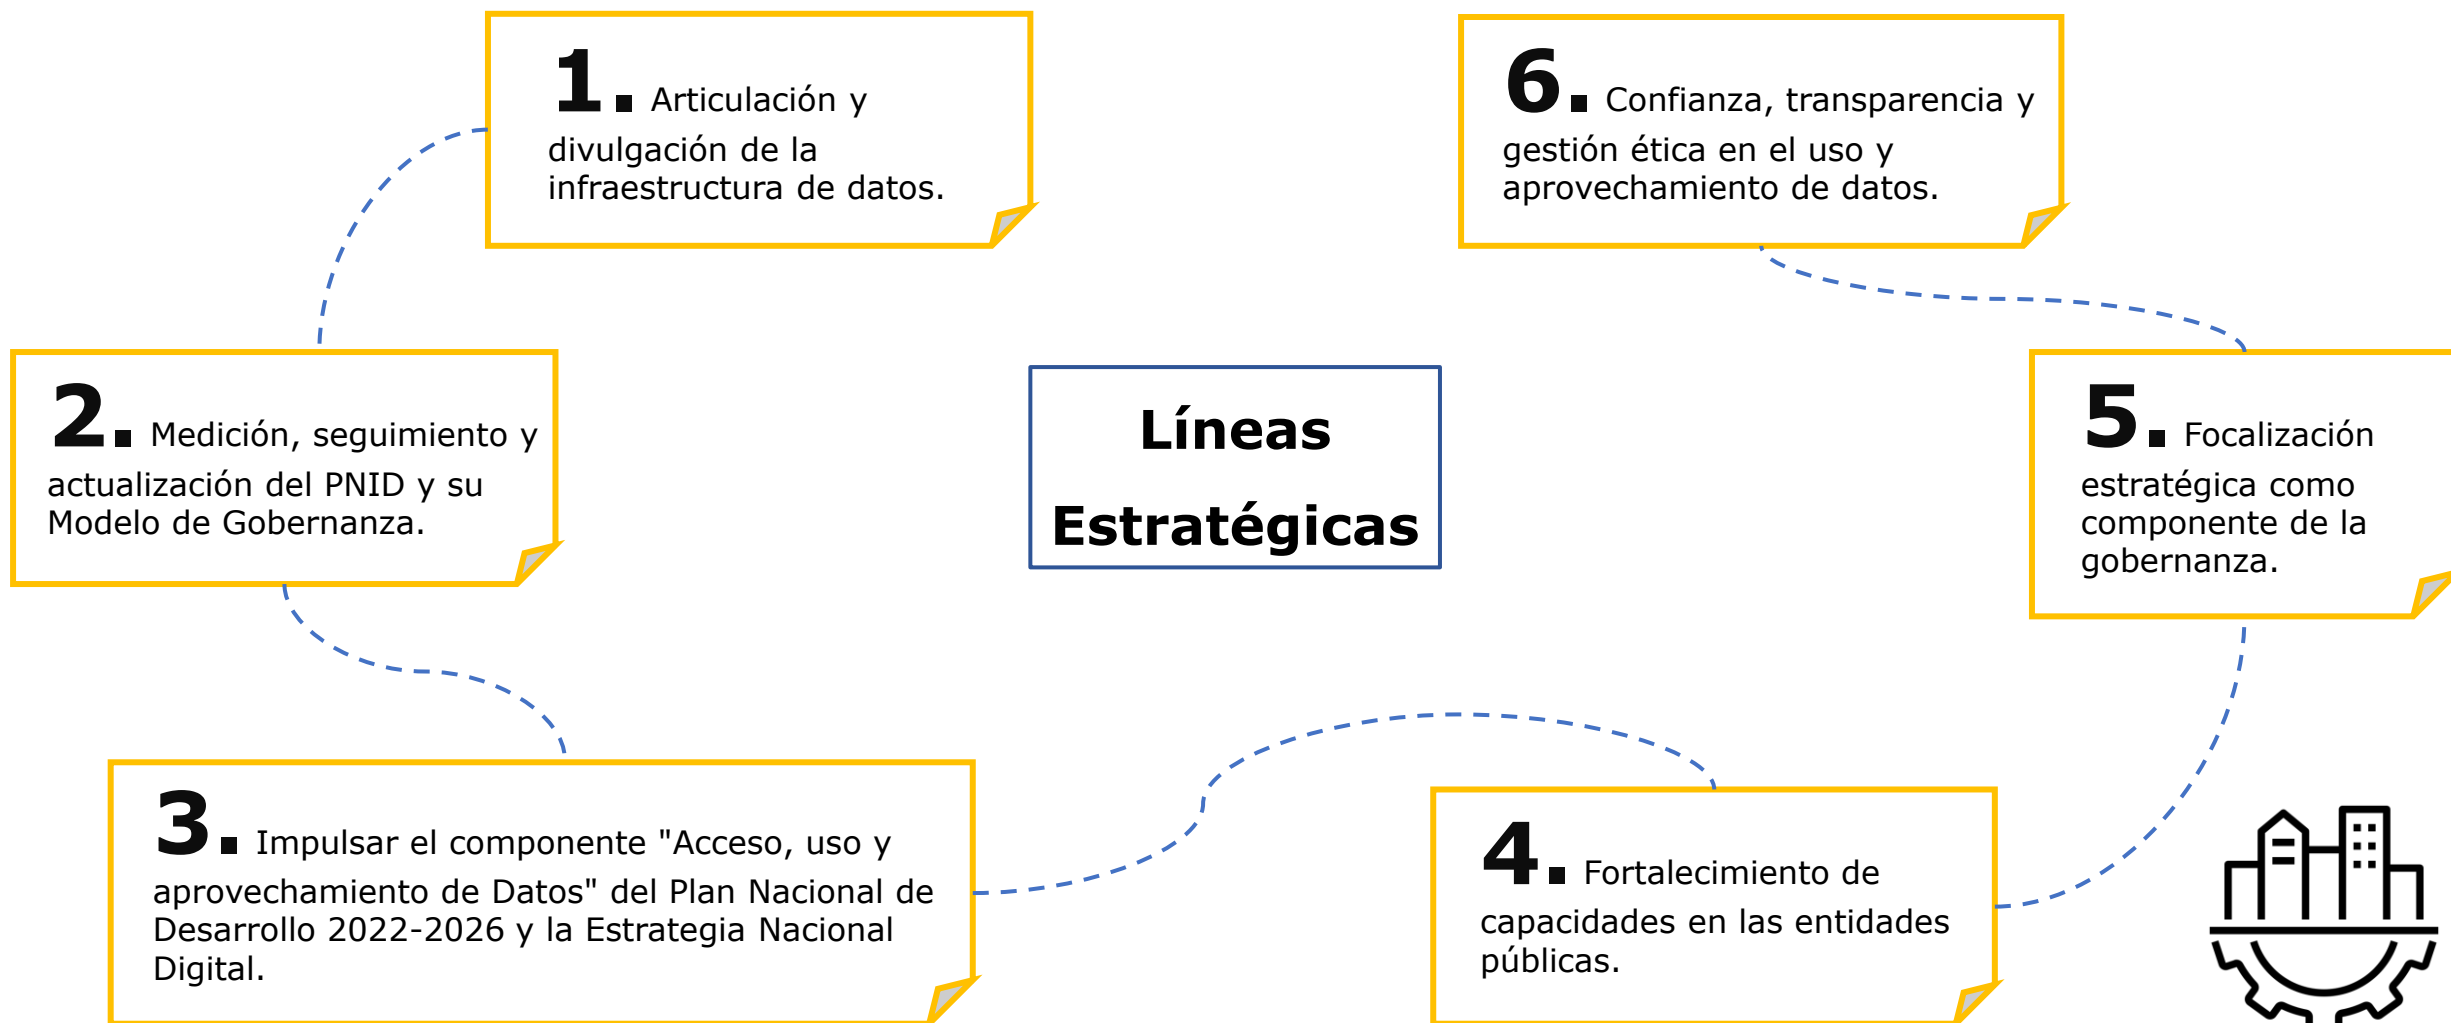 1. Articulación y
divulgación de la
infraestructura de datos.
2. Medición, seguimiento y
actualización del PNID y su
Modelo de Gobernanza.
3. Impulsar el componente "Acceso, uso y
aprovechamiento de Datos" del Plan Nacional de
Desarrollo 2022-2026 y la Estrategia Nacional
Digital.
4. Fortalecimiento de
capacidades en las entidades
públicas.
5. Focalización
estratégica como
componente de la
gobernanza.
6. Confianza, transparencia y
gestión ética en el uso y
aprovechamiento de datos.
Líneas
Estratégicas